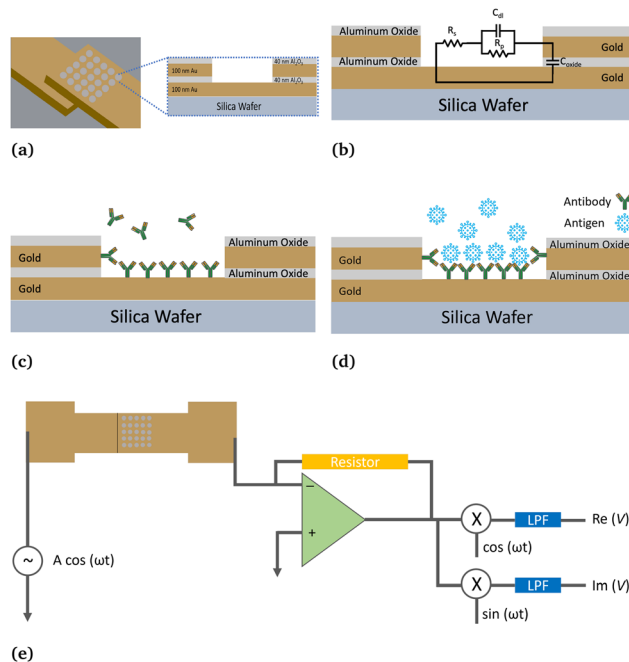 40 nm Al₂O₃
100 nm Au
40 nm Al₂O₃
100 nm Au
Silica Wafer
(a)
Aluminum Oxide
Rs
Cdl
Rp
Gold
Aluminum Oxide
Coxide
Silica Wafer
(b)
Aluminum Oxide
Gold
Aluminum Oxide
Gold
Silica Wafer
(c)
Antibody
Antigen
Aluminum Oxide
Gold
Aluminum Oxide
Gold
Silica Wafer
(d)
Resistor
−
+
~
A cos (ωt)
X
LPF
Re (V)
cos (ωt)
X
LPF
Im (V)
sin (ωt)
(e)